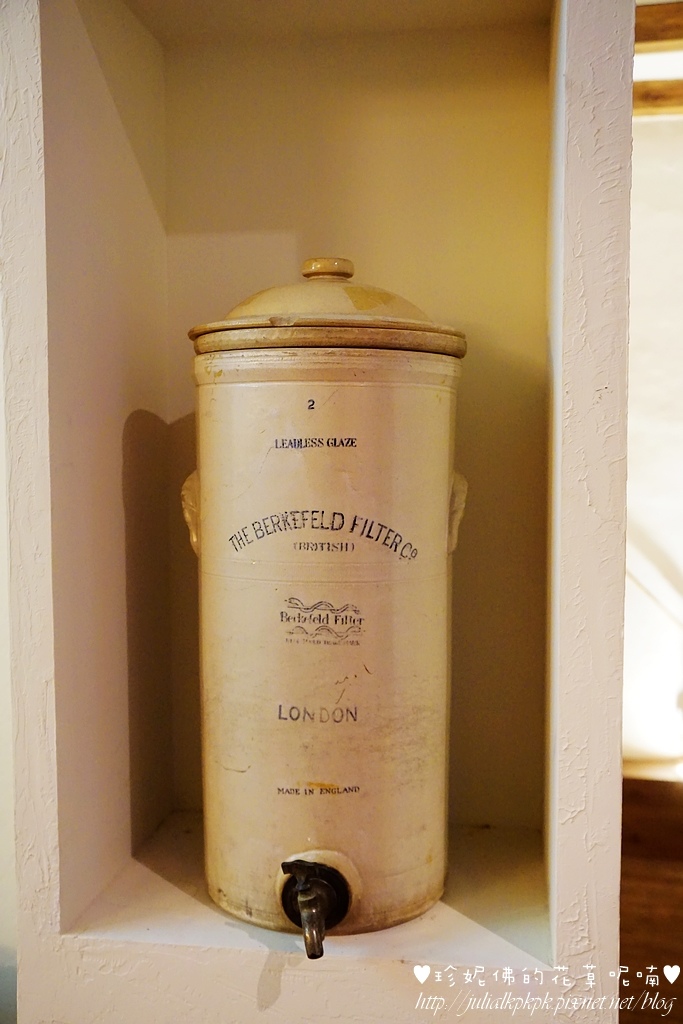 2
LEADLESS GLAZE
THE BERKEFELD FILTER Co
(BRITISH)
Berkefeld Filter
LONDON
MADE IN ENGLAND
♥珍妮佛的花草呢喃♥
http://julialkpkpk.pixnet.net/blog